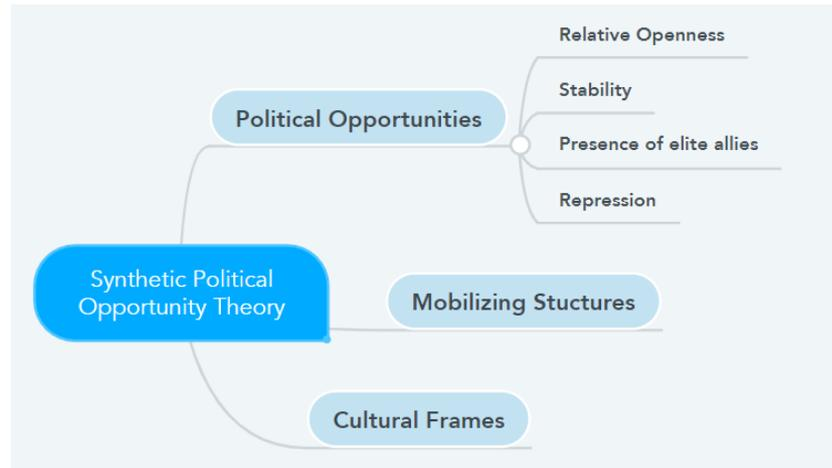 Relative Openness
Political Opportunities
Stability
Presence of elite allies
Repression
Synthetic Political
Opportunity Theory
Mobilizing Stuctures
Cultural Frames